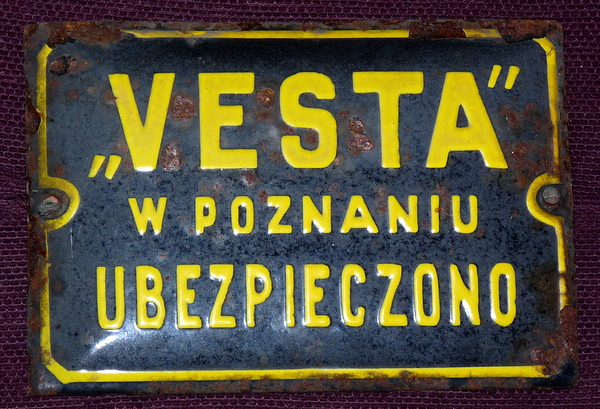 „VESTA”
W POZNANIU
UBEZPIECZONO